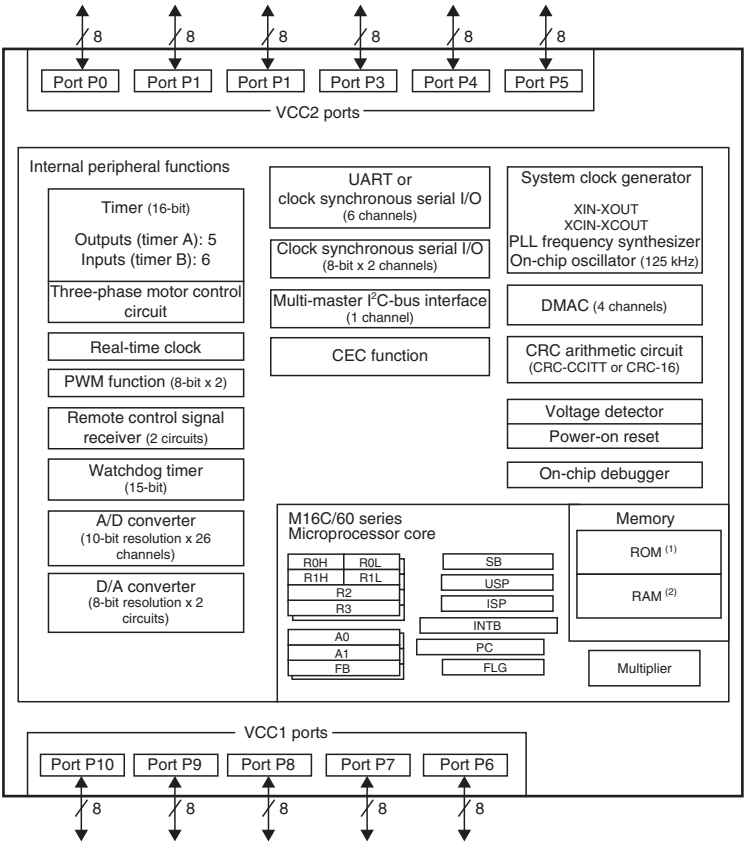 8 8 8 8 8 8
Port P0 Port P1 Port P1 Port P3 Port P4 Port P5
VCC2 ports
Internal peripheral functions
Timer (16-bit)
Outputs (timer A): 5
Inputs (timer B): 6
Three-phase motor control
circuit
Real-time clock
PWM function (8-bit x 2)
Remote control signal
receiver (2 circuits)
Watchdog timer
(15-bit)
A/D converter
(10-bit resolution x 26
channels)
D/A converter
(8-bit resolution x 2
circuits)
UART or
clock synchronous serial I/O
(6 channels)
Clock synchronous serial I/O
(8-bit x 2 channels)
Multi-master I²C-bus interface
(1 channel)
CEC function
System clock generator
XIN-XOUT
XCIN-XCOUT
PLL frequency synthesizer
On-chip oscillator (125 kHz)
DMAC (4 channels)
CRC arithmetic circuit
(CRC-CCITT or CRC-16)
Voltage detector
Power-on reset
On-chip debugger
M16C/60 series
Microprocessor core
R0H R0L
R1H R1L
R2
R3
A0
A1
FB
SB
USP
ISP
INTB
PC
FLG
Memory
ROM (1)
RAM (2)
Multiplier
VCC1 ports
Port P10 Port P9 Port P8 Port P7 Port P6
8 8 8 8 8